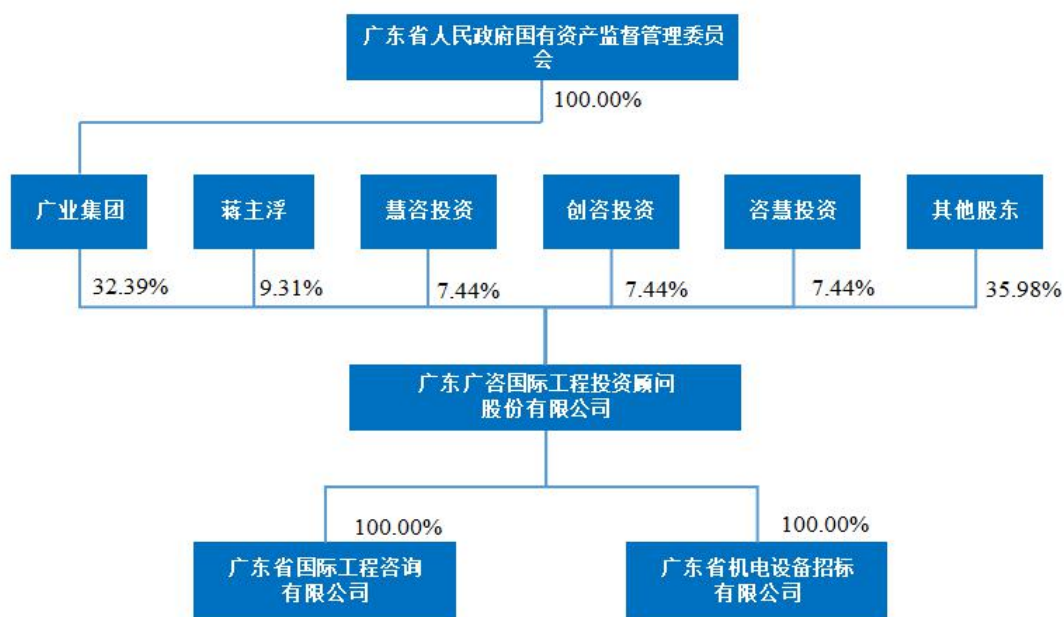 广东省人民政府国有资产监督管理委员
会
100.00%
广业集团
蒋主浮
慧咨投资
创咨投资
咨慧投资
其他股东
32.39%
9.31%
7.44%
7.44%
7.44%
35.98%
广东广咨国际工程投资顾问
股份有限公司
100.00%
100.00%
广东省国际工程咨询
有限公司
广东省机电设备招标
有限公司